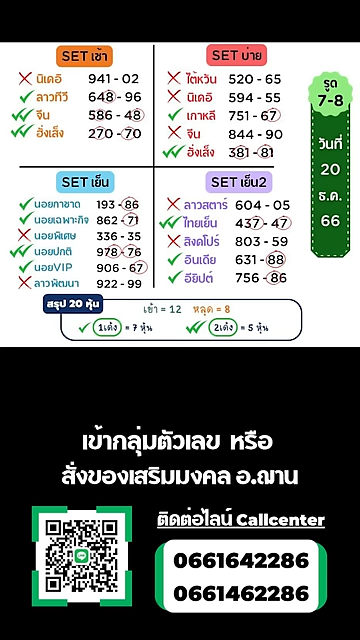 SET เช้า
นิเคอิ 941 - 02
ลาวทีวี 648 - 96
จีน 586 - 48
ฮั่งเส็ง 270 - 70
SET บ่าย
ไต้หวัน 520 - 65
นิเคอิ 594 - 55
เกาหลี 751 - 67
จีน 844 - 90
ฮั่งเส็ง 381 - 81
รูด
7-8
วันที่
20
ธ.ค.
66
SET เย็น
นอยกาชาด 193 - 86
นอยเฉพาะกิจ 862 - 71
นอยพิเศษ 336 - 35
นอยปกติ 978 - 76
นอยVIP 906 - 67
ลาวพัฒนา 922 - 99
SET เย็น2
ลาวสตาร์ 604 - 05
ไทยเย็น 437 - 47
สิงคโปร์ 803 - 59
อินเดีย 631 - 88
อียิปต์ 756 - 86
สรุป 20 หุ้น
เข้า = 12 หลุด = 8
1เด้ง = 7 หุ้น 2เด้ง = 5 หุ้น
เข้ากลุ่มตัวเลข หรือ
สั่งของเสริมมงคล อ.ฌาน
ติดต่อไลน์ Callcenter
0661642286
0661462286